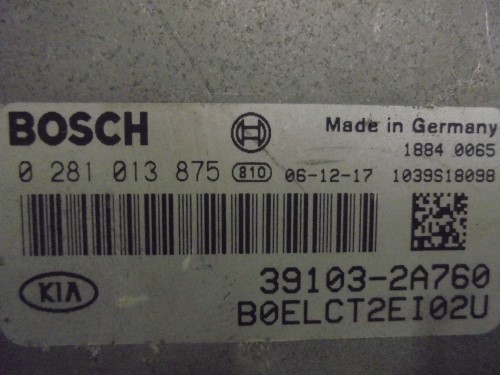 BOSCH
Made in Germany
1884 0065
0 281 013 875 810 06-12-17 1039S18098
KIA
39103-2A760
B0ELCT2EI02U